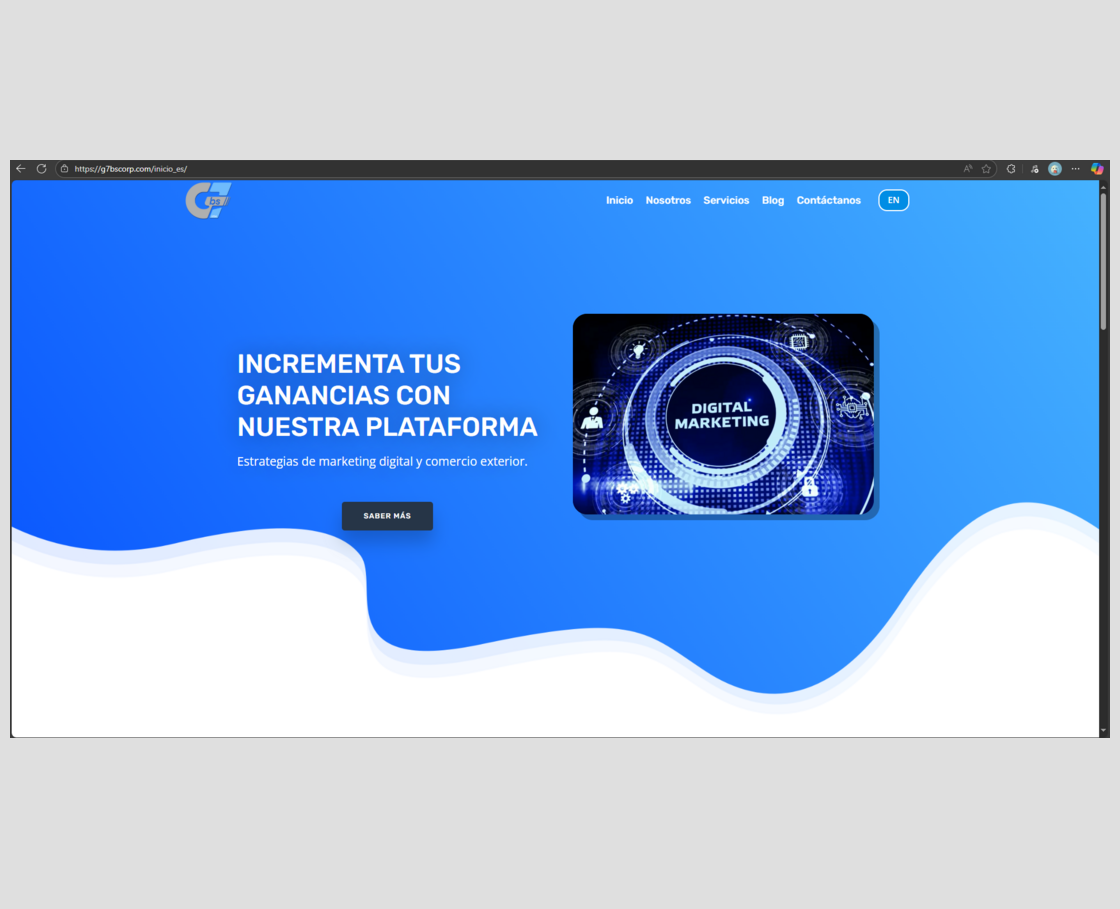 https://g7bscorp.com/inicio_es/
G7 bs
Inicio Nosotros Servicios Blog Contáctanos EN
INCREMENTA TUS
GANANCIAS CON
NUESTRA PLATAFORMA
Estrategias de marketing digital y comercio exterior.
SABER MÁS
DIGITAL
MARKETING